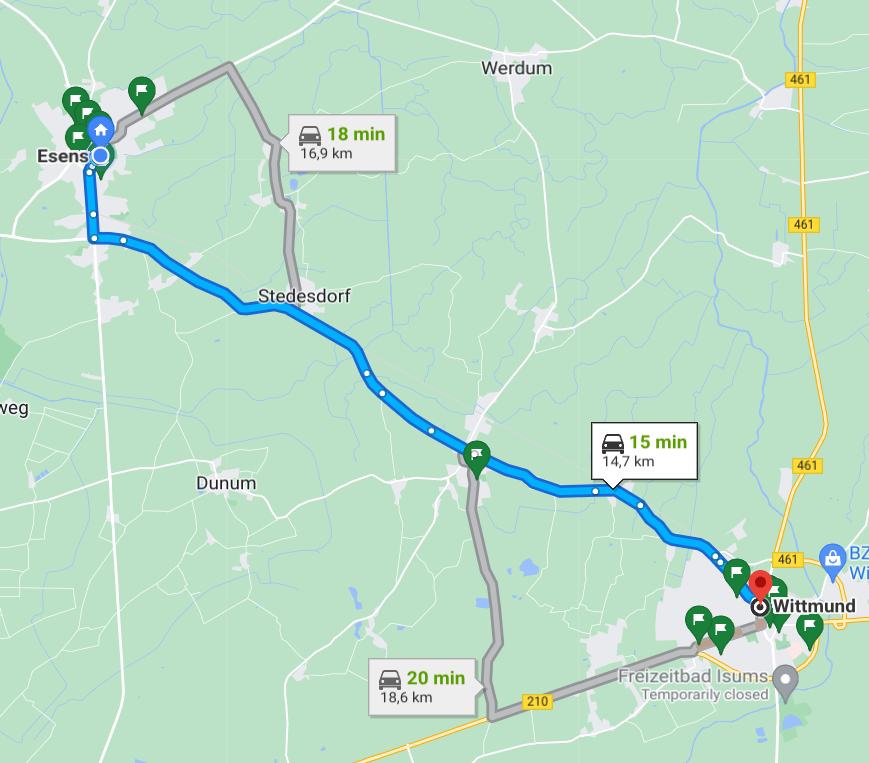 461
Werdum
18 min
16,9 km
Esens
461
Stedesdorf
weg
15 min
14,7 km
461
Dunum
461
BZ
Wi
Wittmund
20 min
18,6 km
Freizeitbad Isums
Temporarily closed
210